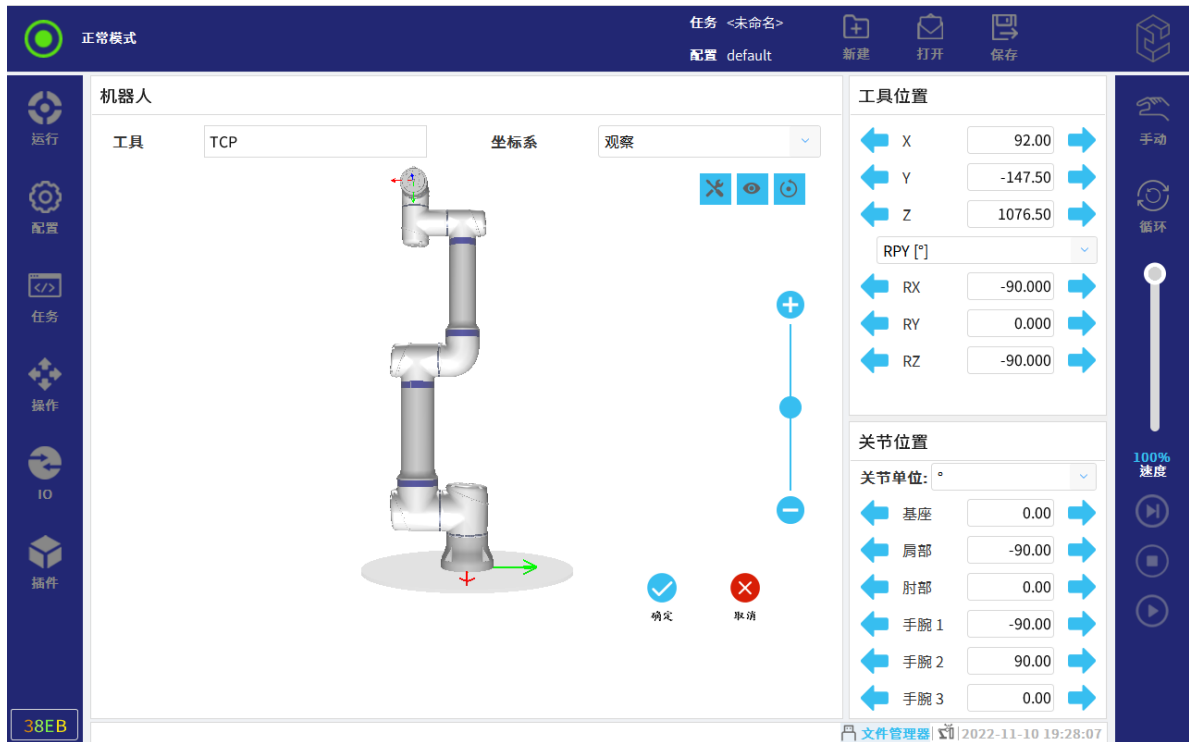 正常模式
任务 <未命名>
配置 default
新建
打开
保存
运行
配置
任务
操作
IO
插件
38EB
机器人
工具 TCP
坐标系 观察
确定
取消
工具位置
X 92.00
Y -147.50
Z 1076.50
RPY [°]
RX -90.000
RY 0.000
RZ -90.000
关节位置
关节单位: °
基座 0.00
肩部 -90.00
肘部 0.00
手腕 1 -90.00
手腕 2 90.00
手腕 3 0.00
手动
循环
100%
速度
文件管理器
2022-11-10 19:28:07